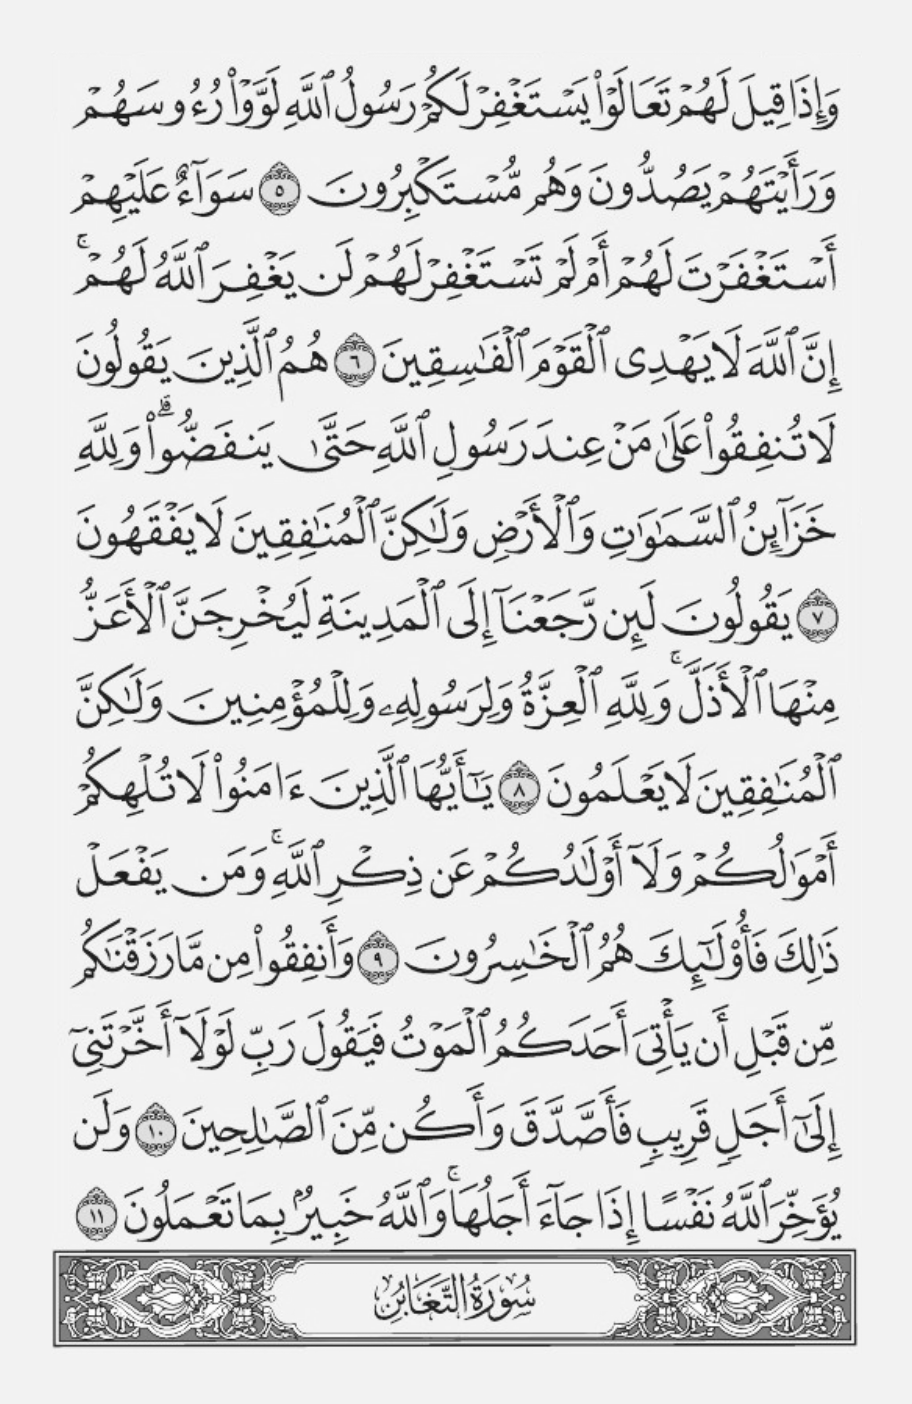 وَإِذَا قِيلَ لَهُمْ تَعَالَوْا۟ يَسْتَغْفِرْ لَكُمْ رَسُولُ ٱللَّهِ لَوَّوْا۟ رُءُوسَهُمْ
وَرَأَيْتَهُمْ يَصُدُّونَ وَهُم مُّسْتَكْبِرُونَ ٥ سَوَآءٌ عَلَيْهِمْ
أَسْتَغْفَرْتَ لَهُمْ أَمْ لَمْ تَسْتَغْفِرْ لَهُمْ لَن يَغْفِرَ ٱللَّهُ لَهُمْ ۚ
إِنَّ ٱللَّهَ لَا يَهْدِى ٱلْقَوْمَ ٱلْفَٰسِقِينَ ٦ هُمُ ٱلَّذِينَ يَقُولُونَ
لَا تُنفِقُوا۟ عَلَىٰ مَنْ عِندَ رَسُولِ ٱللَّهِ حَتَّىٰ يَنفَضُّوا۟ ۗ وَلِلَّهِ
خَزَآئِنُ ٱلسَّمَٰوَٰتِ وَٱلْأَرْضِ وَلَٰكِنَّ ٱلْمُنَٰفِقِينَ لَا يَفْقَهُونَ
٧ يَقُولُونَ لَئِن رَّجَعْنَآ إِلَى ٱلْمَدِينَةِ لَيُخْرِجَنَّ ٱلْأَعَزُّ
مِنْهَا ٱلْأَذَلَّ ۚ وَلِلَّهِ ٱلْعِزَّةُ وَلِرَسُولِهِۦ وَلِلْمُؤْمِنِينَ وَلَٰكِنَّ
ٱلْمُنَٰفِقِينَ لَا يَعْلَمُونَ ٨ يَٰٓأَيُّهَا ٱلَّذِينَ ءَامَنُوا۟ لَا تُلْهِكُمْ
أَمْوَٰلُكُمْ وَلَآ أَوْلَٰدُكُمْ عَن ذِكْرِ ٱللَّهِ ۚ وَمَن يَفْعَلْ
ذَٰلِكَ فَأُو۟لَٰٓئِكَ هُمُ ٱلْخَٰسِرُونَ ٩ وَأَنفِقُوا۟ مِن مَّا رَزَقْنَٰكُم
مِّن قَبْلِ أَن يَأْتِىَ أَحَدَكُمُ ٱلْمَوْتُ فَيَقُولَ رَبِّ لَوْلَآ أَخَّرْتَنِىٓ
إِلَىٰٓ أَجَلٍ قَرِيبٍ فَأَصَّدَّقَ وَأَكُن مِّنَ ٱلصَّٰلِحِينَ ١٠ وَلَن
يُؤَخِّرَ ٱللَّهُ نَفْسًا إِذَا جَآءَ أَجَلُهَا ۚ وَٱللَّهُ خَبِيرٌۢ بِمَا تَعْمَلُونَ ١١
سُورَةُ التَّغَابُنِ